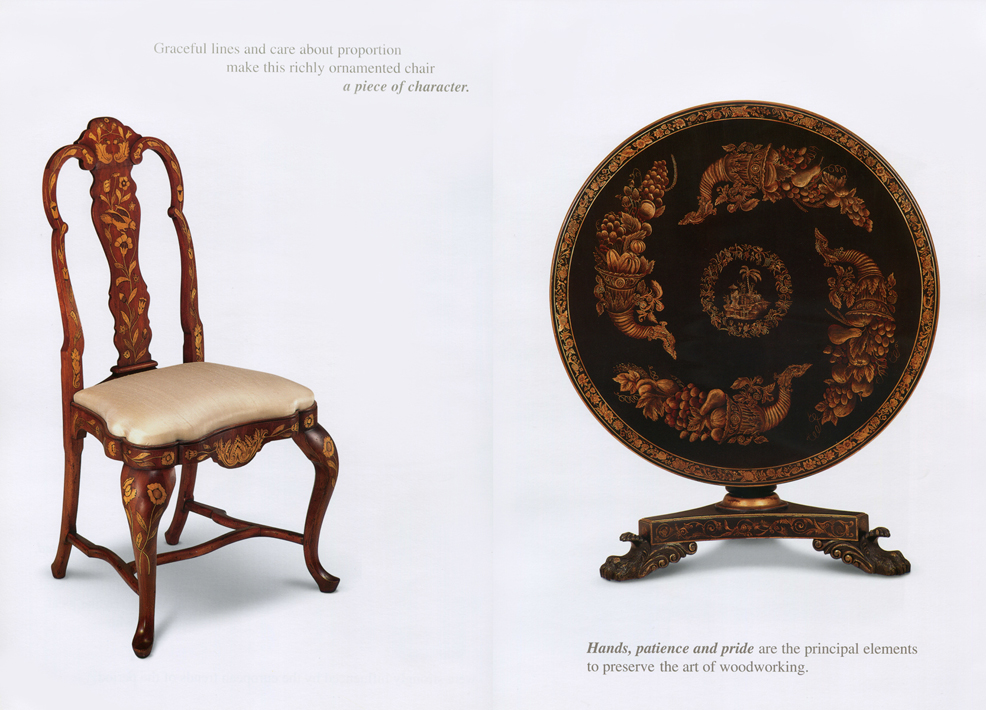 Graceful lines and care about proportion
make this richly ornamented chair
a piece of character.
Hands, patience and pride are the principal elements
to preserve the art of woodworking.